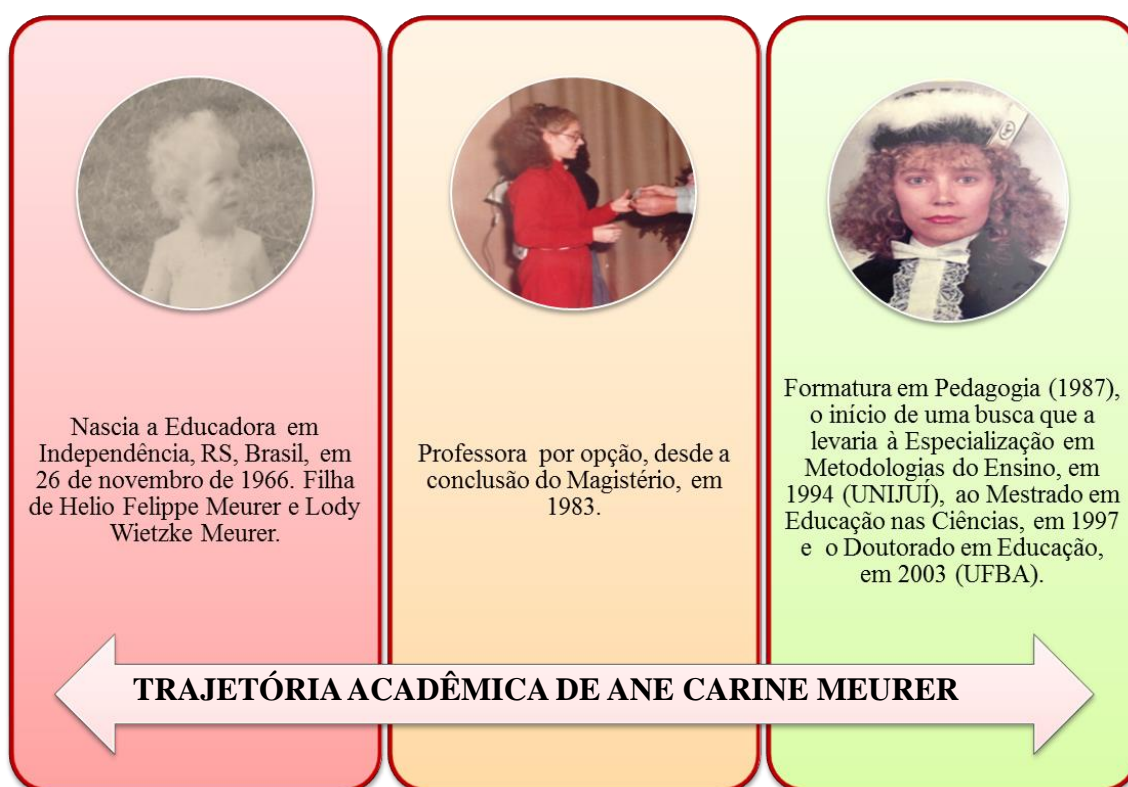 Nascia a Educadora em
Independência, RS, Brasil, em
26 de novembro de 1966. Filha
de Helio Felippe Meurer e Lody
Wietzke Meurer.
Professora por opção, desde a
conclusão do Magistério, em
1983.
Formatura em Pedagogia (1987),
o início de uma busca que a
levaria à Especialização em
Metodologias do Ensino, em
1994 (UNIJUÍ), ao Mestrado em
Educação nas Ciências, em 1997
e o Doutorado em Educação,
em 2003 (UFBA).
TRAJETÓRIA ACADÊMICA DE ANE CARINE MEURER